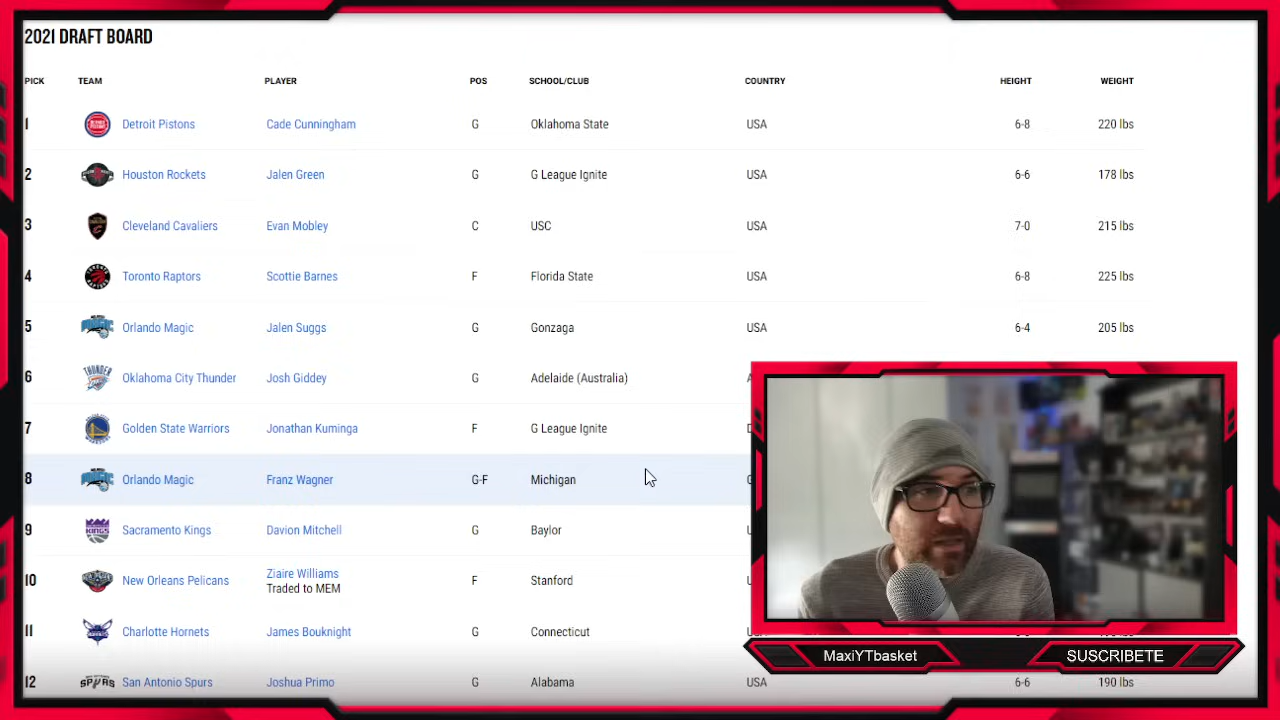 2021 DRAFT BOARD
PICK TEAM PLAYER POS SCHOOL/CLUB COUNTRY HEIGHT WEIGHT
1 Detroit Pistons Cade Cunningham G Oklahoma State USA 6-8 220 lbs
2 Houston Rockets Jalen Green G G League Ignite USA 6-6 178 lbs
3 Cleveland Cavaliers Evan Mobley C USC USA 7-0 215 lbs
4 Toronto Raptors Scottie Barnes F Florida State USA 6-8 225 lbs
5 Orlando Magic Jalen Suggs G Gonzaga USA 6-4 205 lbs
6 Oklahoma City Thunder Josh Giddey G Adelaide (Australia)
7 Golden State Warriors Jonathan Kuminga F G League Ignite
8 Orlando Magic Franz Wagner G-F Michigan
9 Sacramento Kings Davion Mitchell G Baylor
10 New Orleans Pelicans Ziaire Williams F Stanford
Traded to MEM
11 Charlotte Hornets James Bouknight G Connecticut
MaxiYTbasket SUSCRIBETE
12 San Antonio Spurs Joshua Primo G Alabama USA 6-6 190 lbs